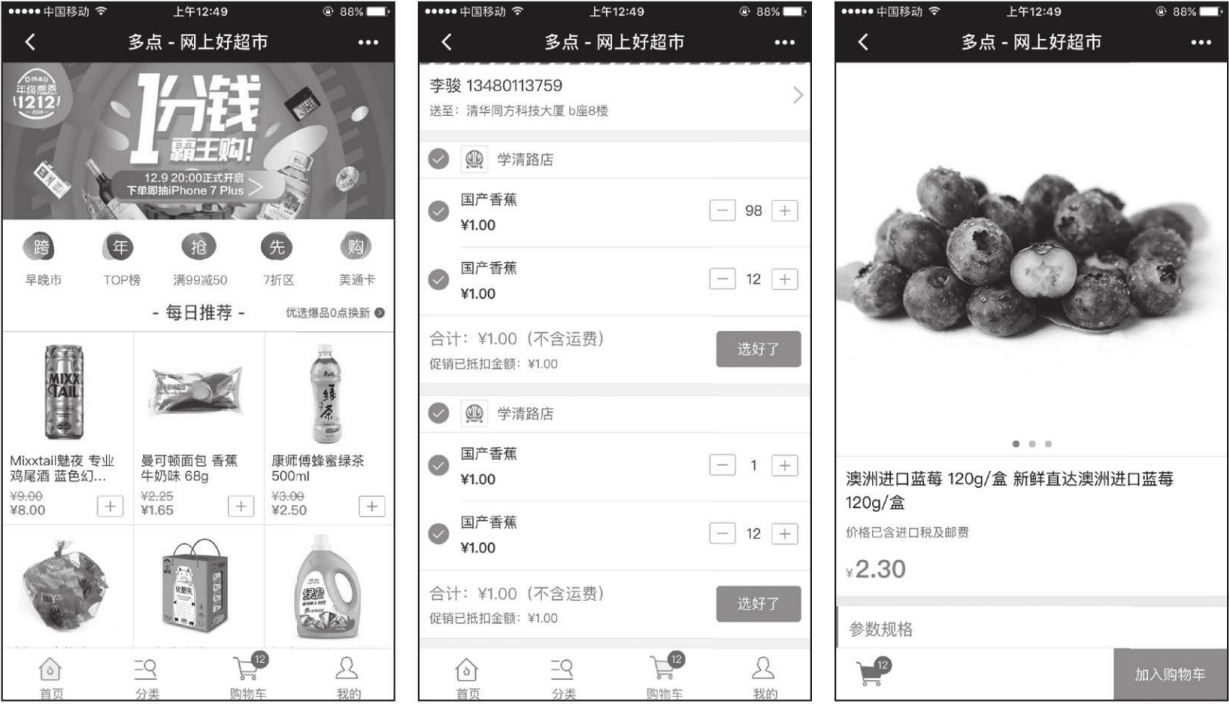 中国移动 上午12:49 88%
多点 - 网上好超市
Dmall
年终感恩
1212
1分钱
霸王购!
12.9 20:00正式开启
下单即抽iPhone 7 Plus
跨 年 抢 先 购
早晚市 TOP榜 满99减50 7折区 美通卡
- 每日推荐 - 优选爆品0点换新
MIXX TAIL
绿茶
Mixxtail魅夜 专业
鸡尾酒 蓝色幻...
¥9.00
¥8.00
曼可顿面包 香蕉
牛奶味 68g
¥2.25
¥1.65
康师傅蜂蜜绿茶
500ml
¥3.00
¥2.50
12
首页 分类 购物车 我的
中国移动 上午12:49 88%
多点 - 网上好超市
李骏 13480113759
送至：清华同方科技大厦 b座8楼
学清路店
国产香蕉
¥1.00
98
国产香蕉
¥1.00
12
合计：¥1.00（不含运费）
促销已抵扣金额：¥1.00
选好了
学清路店
国产香蕉
¥1.00
1
国产香蕉
¥1.00
12
合计：¥1.00（不含运费）
促销已抵扣金额：¥1.00
选好了
12
首页 分类 购物车 我的
中国移动 上午12:49 88%
多点 - 网上好超市
澳洲进口蓝莓 120g/盒 新鲜直达澳洲进口蓝莓
120g/盒
价格已含进口税及邮费
¥2.30
参数规格
12
加入购物车